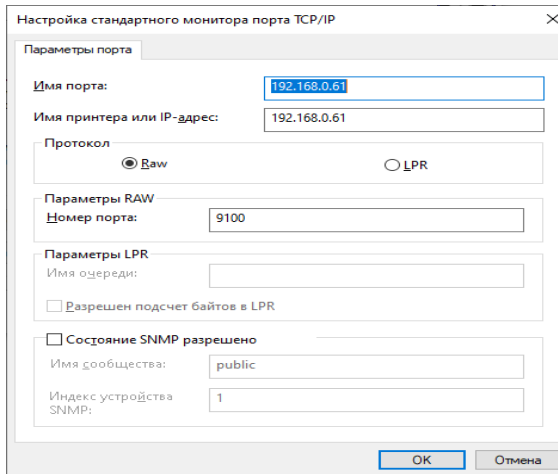 Настройка стандартного монитора порта TCP/IP
Параметры порта
Имя порта: 192.168.0.61
Имя принтера или IP-адрес: 192.168.0.61
Протокол
Raw LPR
Параметры RAW
Номер порта: 9100
Параметры LPR
Имя очереди:
Разрешен подсчет байтов в LPR
Состояние SNMP разрешено
Имя сообщества: public
Индекс устройства SNMP: 1
OK Отмена